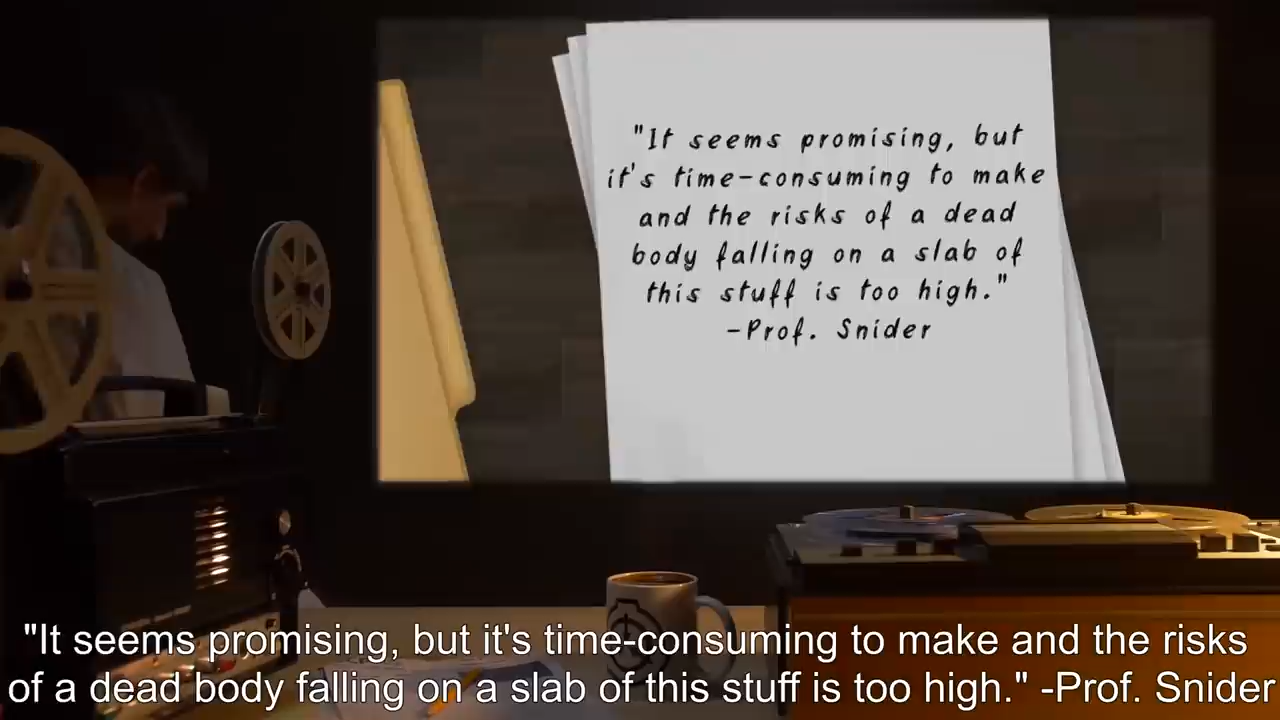 "It seems promising, but
it's time-consuming to make
and the risks of a dead
body falling on a slab of
this stuff is too high."
-Prof. Snider
"It seems promising, but it's time-consuming to make and the risks
of a dead body falling on a slab of this stuff is too high." -Prof. Snider